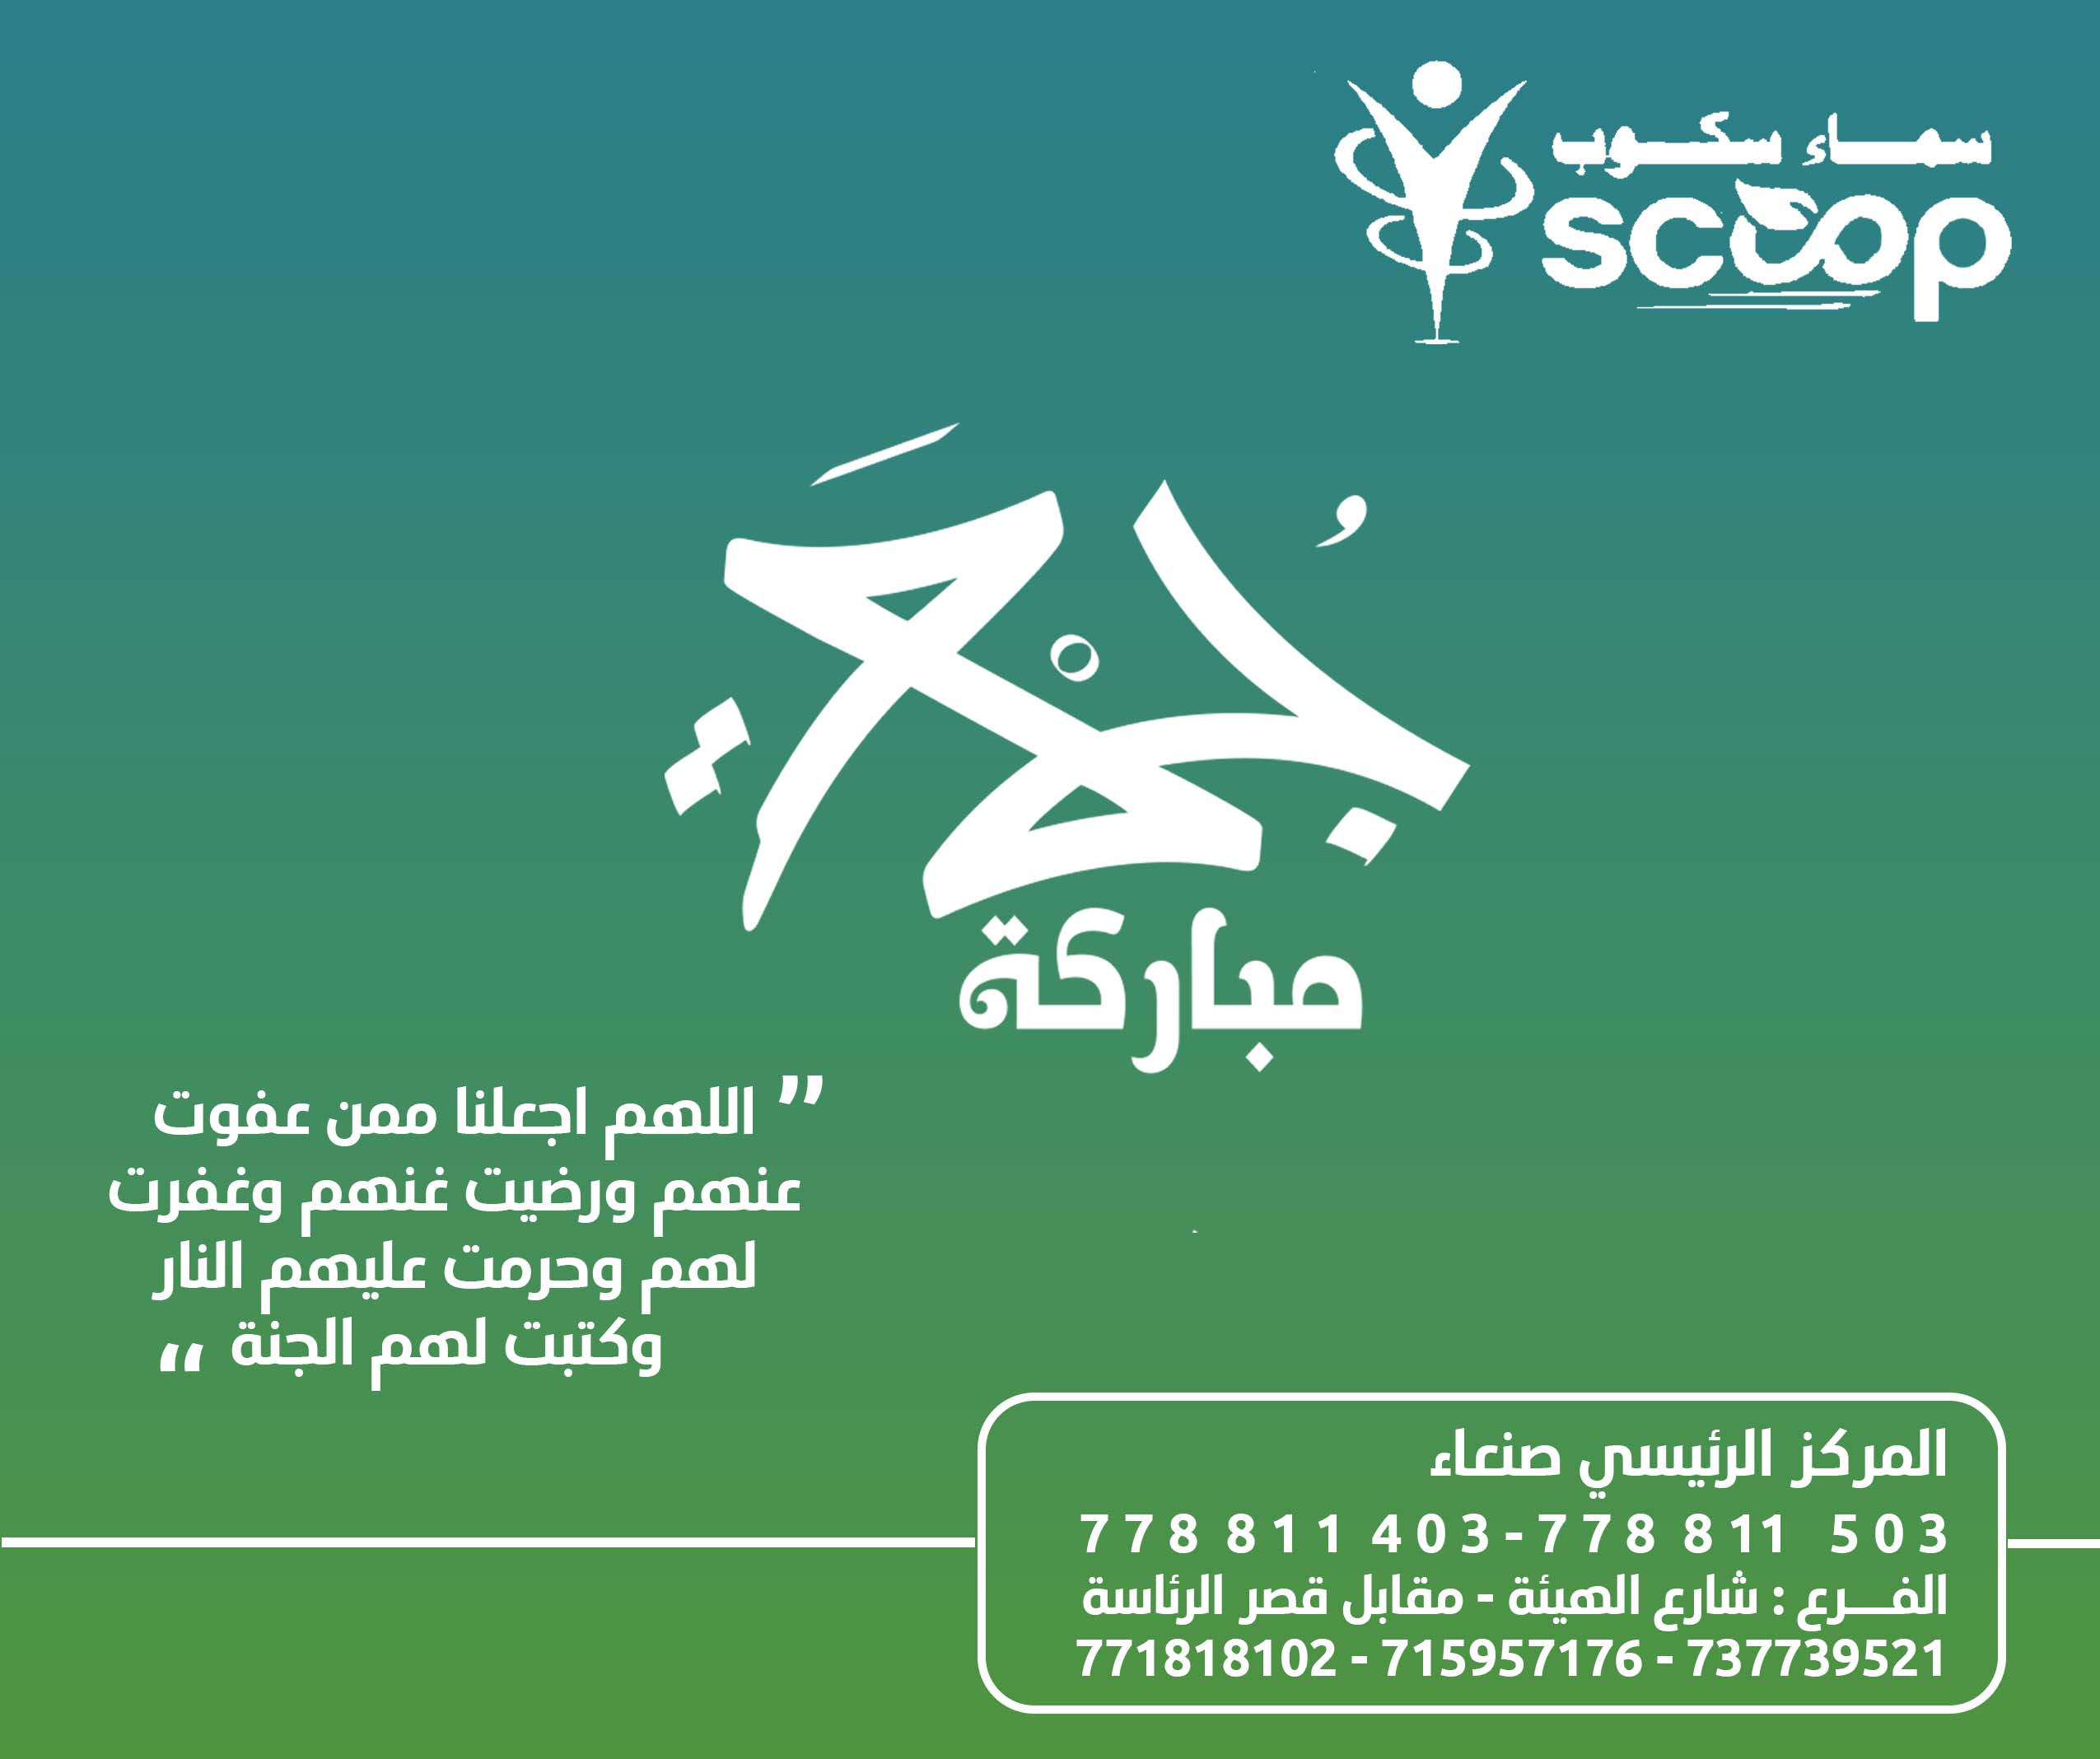 سماء سكوب
scoop
جُمْعَة
مباركة
” اللهم اجعلنا ممن عفوت
عنهم ورضيت غنهم وغفرت
لهم وحرمت عليهم النار
وكتبت لهم الجنة “
المركز الرئيسي صنعاء
778 811 403-778 811 503
الفــرع : شارع الهيئة - مقابل قصر الرئاسة
771818102 - 715957176 - 737739521